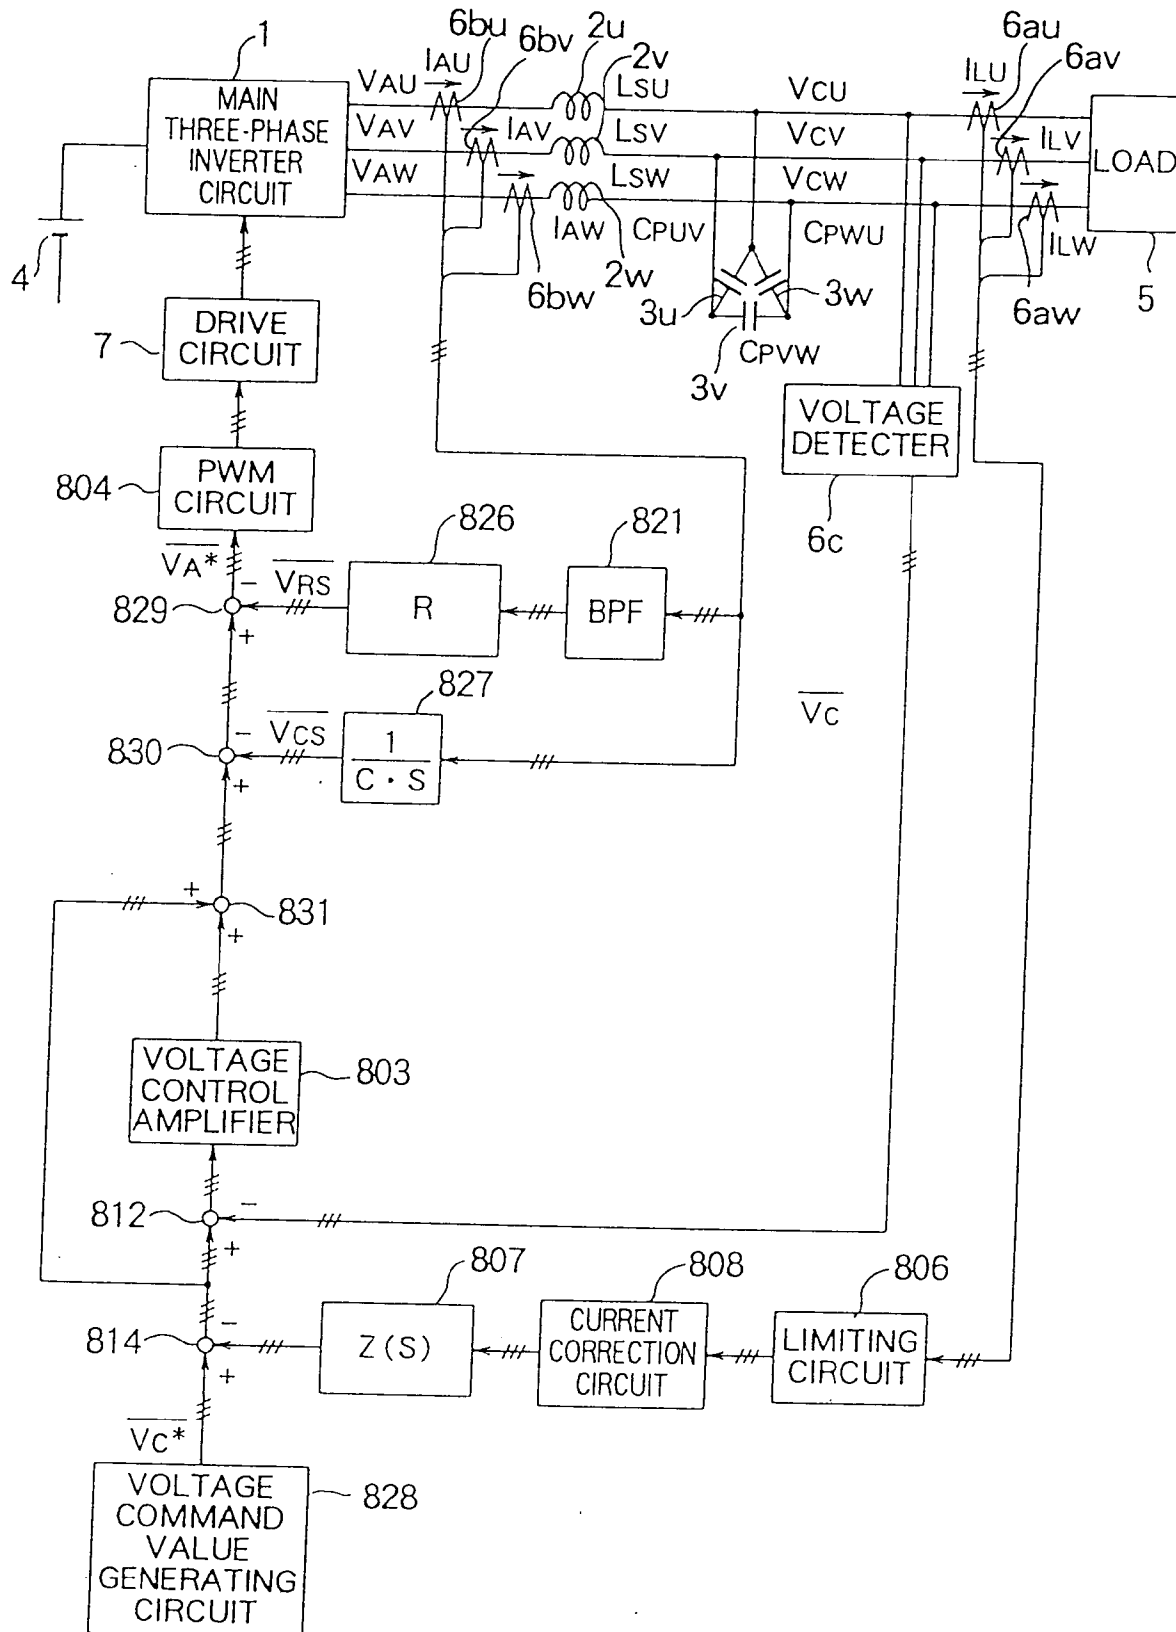 1
6bu
6bv
2u
2v
6au
6av
MAIN
THREE-PHASE
INVERTER
CIRCUIT
VAU
IAU
LSU
VCU
ILU
VAV
IAV
LSV
VCV
ILV
LOAD
VAW
LSW
VCW
IAW
CPUV
CPWU
ILW
4
6bw
2w
3u
3w
6aw
5
DRIVE
CIRCUIT
7
CPVW
3v
VOLTAGE
DETECTER
6c
PWM
CIRCUIT
804
VA*
−
VRS
826
821
R
BPF
829
+
827
VC
−
VCS
1
C · S
830
+
+
831
+
VOLTAGE
CONTROL
AMPLIFIER
803
812
−
+
807
808
806
−
814
Z(S)
CURRENT
CORRECTION
CIRCUIT
LIMITING
CIRCUIT
+
VC*
VOLTAGE
COMMAND
VALUE
GENERATING
CIRCUIT
828